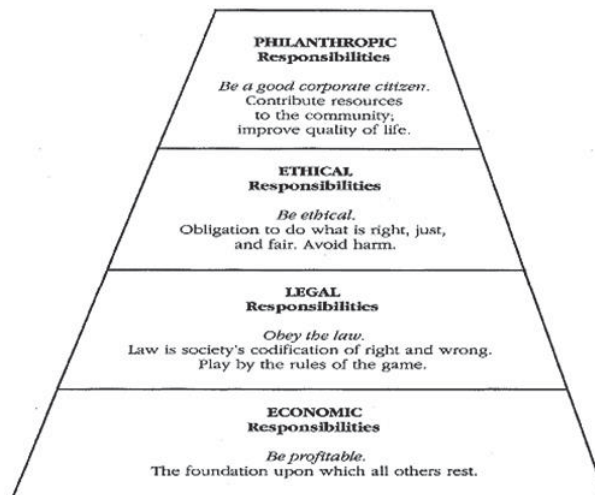 PHILANTHROPIC
Responsibilities
Be a good corporate citizen.
Contribute resources
to the community;
improve quality of life.
ETHICAL
Responsibilities
Be ethical.
Obligation to do what is right, just,
and fair. Avoid harm.
LEGAL
Responsibilities
Obey the law.
Law is society's codification of right and wrong.
Play by the rules of the game.
ECONOMIC
Responsibilities
Be profitable.
The foundation upon which all others rest.